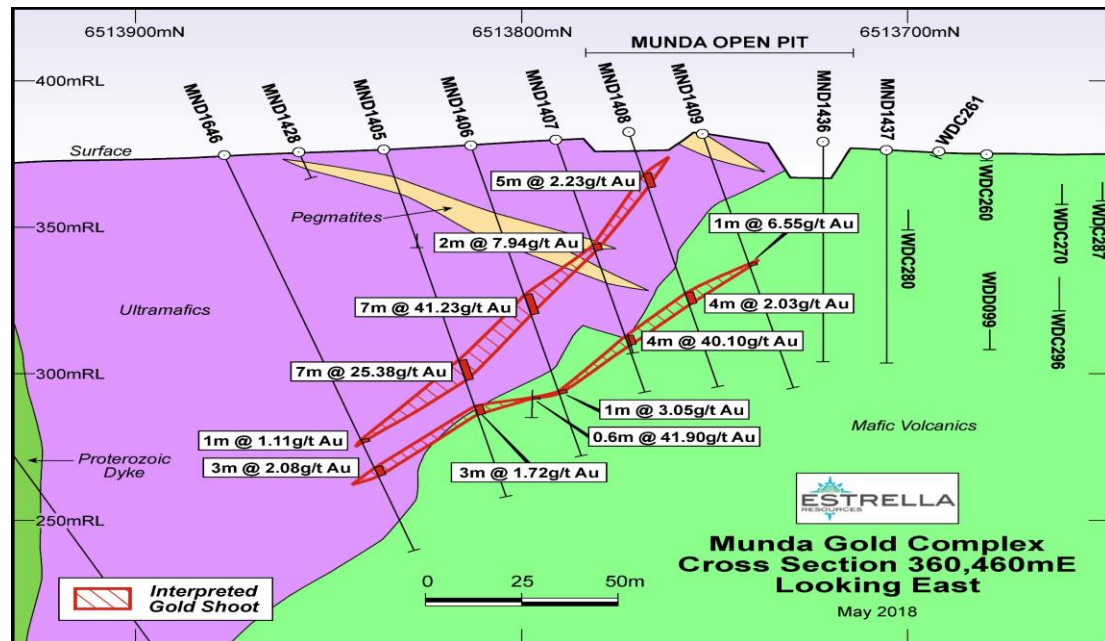 6513900mN
6513800mN
6513700mN
MUNDA OPEN PIT
400mRL
350mRL
300mRL
250mRL
MND1646
MND1428
MND1405
MND1406
MND1407
MND1408
MND1409
MND1436
MND1437
WDC261
WDC260
WDC280
WDD099
WDC270
WDC296
WDC287
Surface
Pegmatites
Ultramafics
Proterozoic
Dyke
Mafic Volcanics
5m @ 2.23g/t Au
1m @ 6.55g/t Au
2m @ 7.94g/t Au
7m @ 41.23g/t Au
4m @ 2.03g/t Au
4m @ 40.10g/t Au
7m @ 25.38g/t Au
1m @ 3.05g/t Au
0.6m @ 41.90g/t Au
1m @ 1.11g/t Au
3m @ 2.08g/t Au
3m @ 1.72g/t Au
ESTRELLA
RESOURCES
Munda Gold Complex
Cross Section 360,460mE
Looking East
May 2018
Interpreted
Gold Shoot
0 25 50m